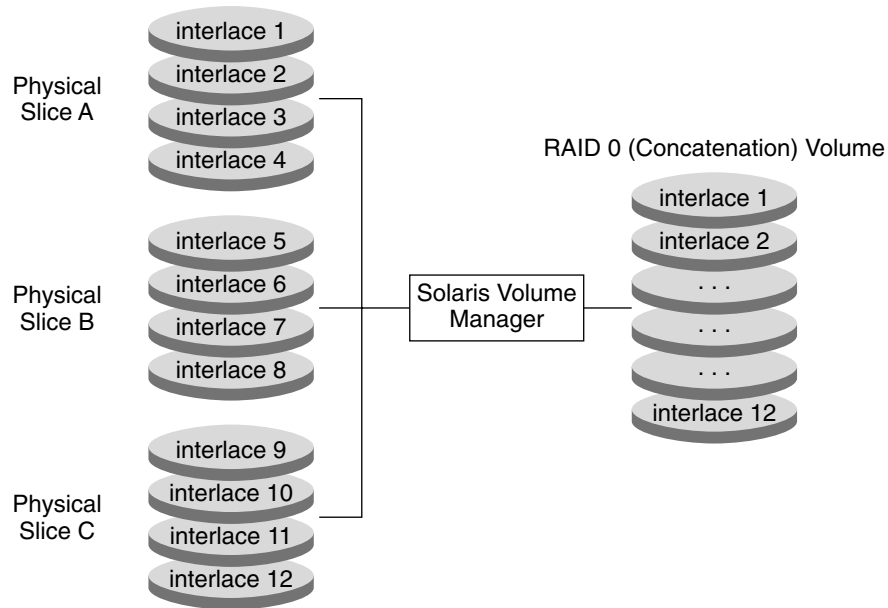 interlace 1
interlace 2
interlace 3
interlace 4
Physical
Slice A
interlace 5
interlace 6
interlace 7
interlace 8
Physical
Slice B
interlace 9
interlace 10
interlace 11
interlace 12
Physical
Slice C
Solaris Volume
Manager
RAID 0 (Concatenation) Volume
interlace 1
interlace 2
. . .
. . .
. . .
interlace 12